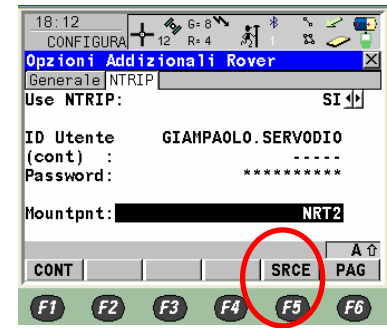 18:12
CONFIGURA
12
G= 8
R= 4
1
Opzioni Addizionali Rover
Generale NTRIP
Use NTRIP: SI
ID Utente GIAMPAOLO.SERVODIO
(cont) : -----
Password: **********
Mountpnt: NRT2
A
CONT SRCE PAG
F1 F2 F3 F4 F5 F6